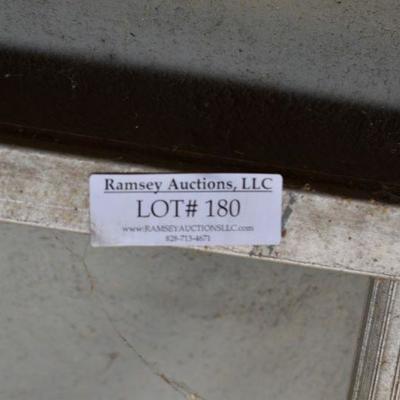 Ramsey Auctions, LLC
LOT# 180
www.RAMSEYAUCTIONSLLC.com
828-713-4671